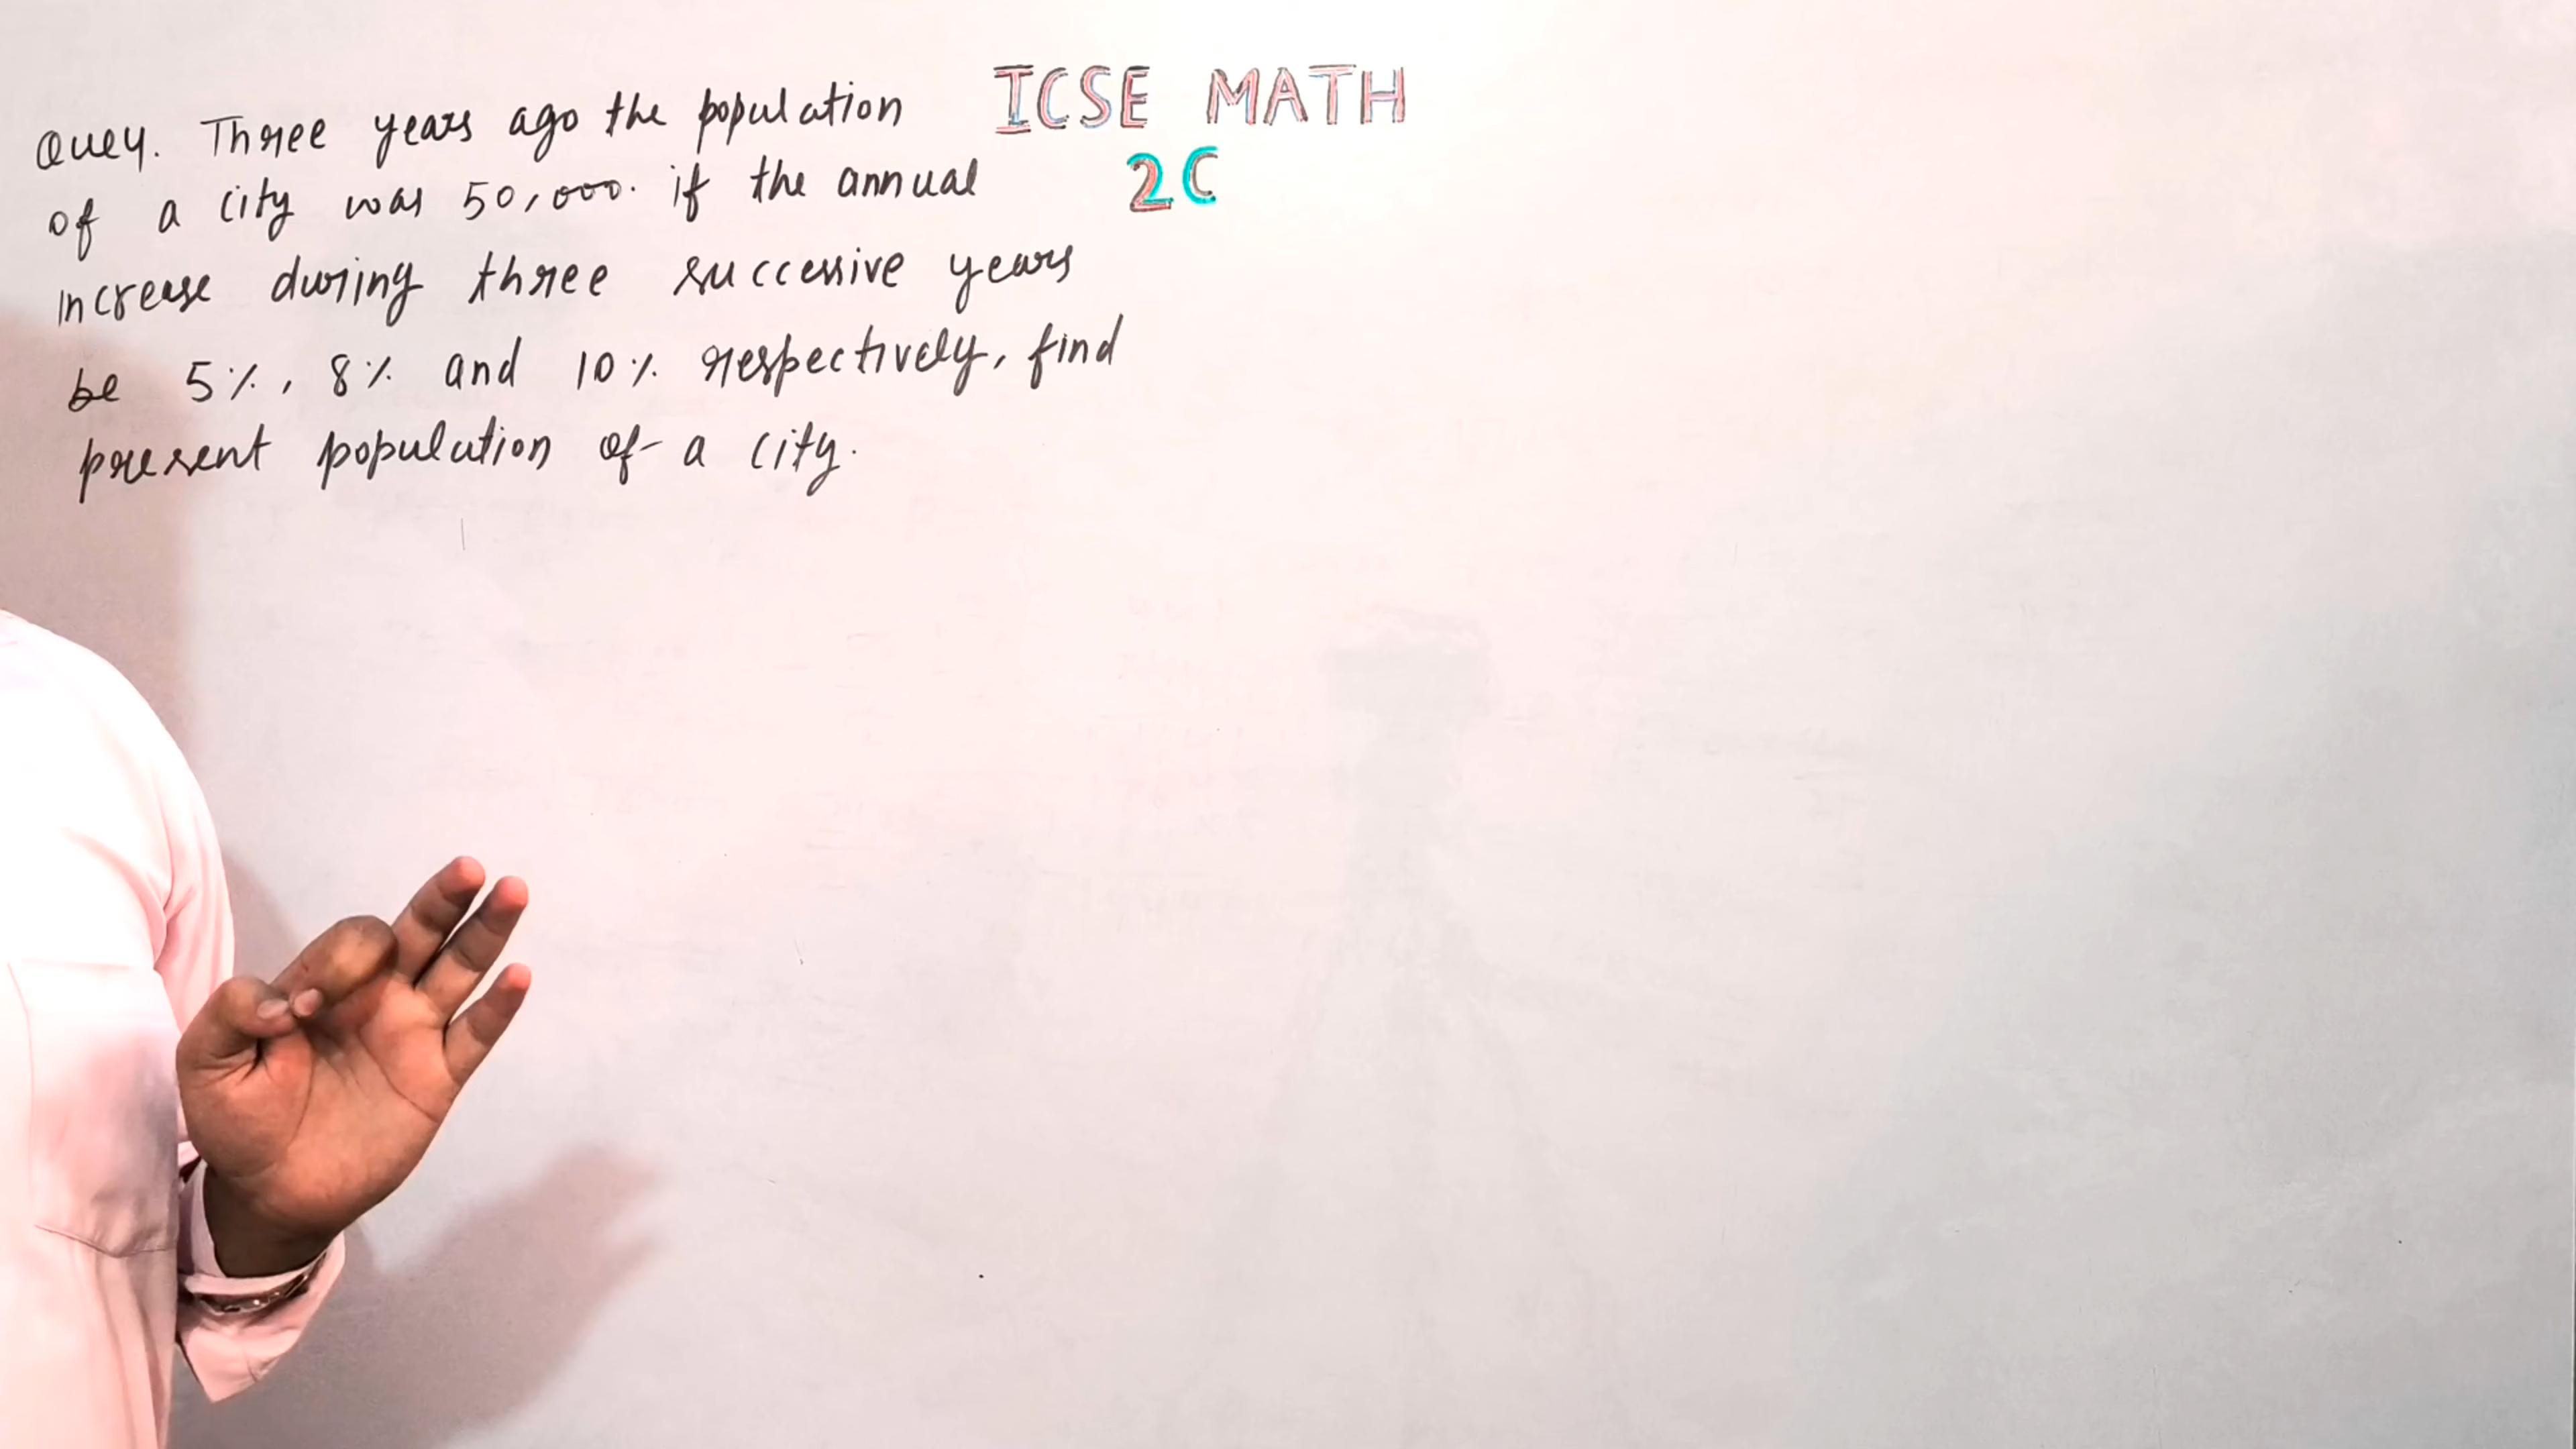 Que4. Three years ago the population
of a city was 50,000. if the annual
increase during three successive years
be 5%, 8% and 10% respectively, find
present population of a city.
ICSE MATH
2C